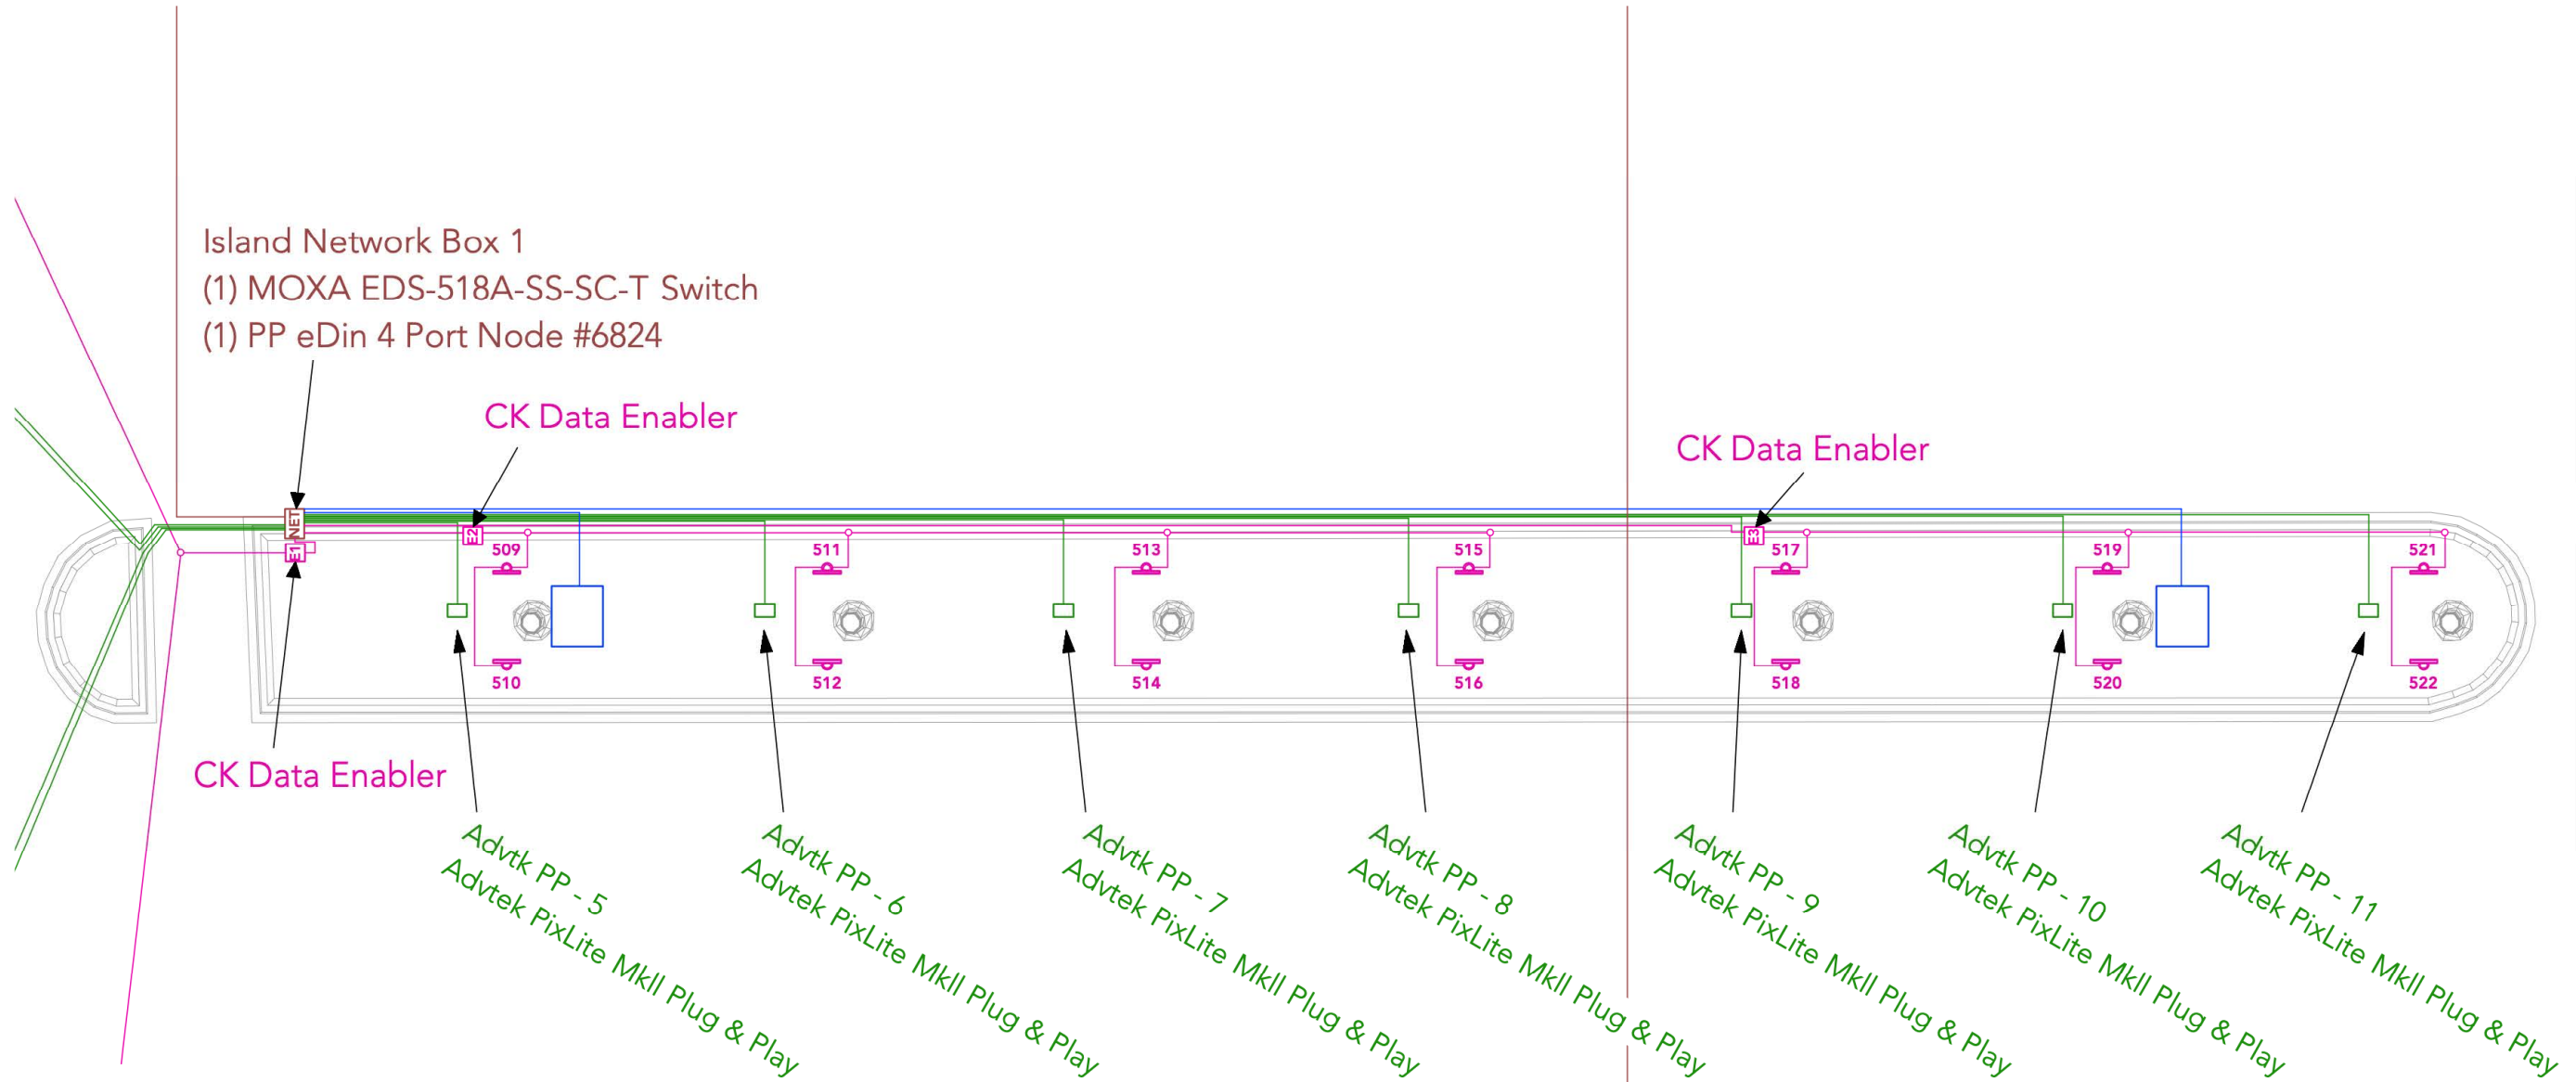 Island Network Box 1
(1) MOXA EDS-518A-SS-SC-T Switch
(1) PP eDin 4 Port Node #6824
CK Data Enabler
CK Data Enabler
NET
E1
E2
E3
509
511
513
515
517
519
521
510
512
514
516
518
520
522
CK Data Enabler
Advtk PP - 5
Advtek PixLite MkII Plug & Play
Advtk PP - 6
Advtek PixLite MkII Plug & Play
Advtk PP - 7
Advtek PixLite MkII Plug & Play
Advtk PP - 8
Advtek PixLite MkII Plug & Play
Advtk PP - 9
Advtek PixLite MkII Plug & Play
Advtk PP - 10
Advtek PixLite MkII Plug & Play
Advtk PP - 11
Advtek PixLite MkII Plug & Play